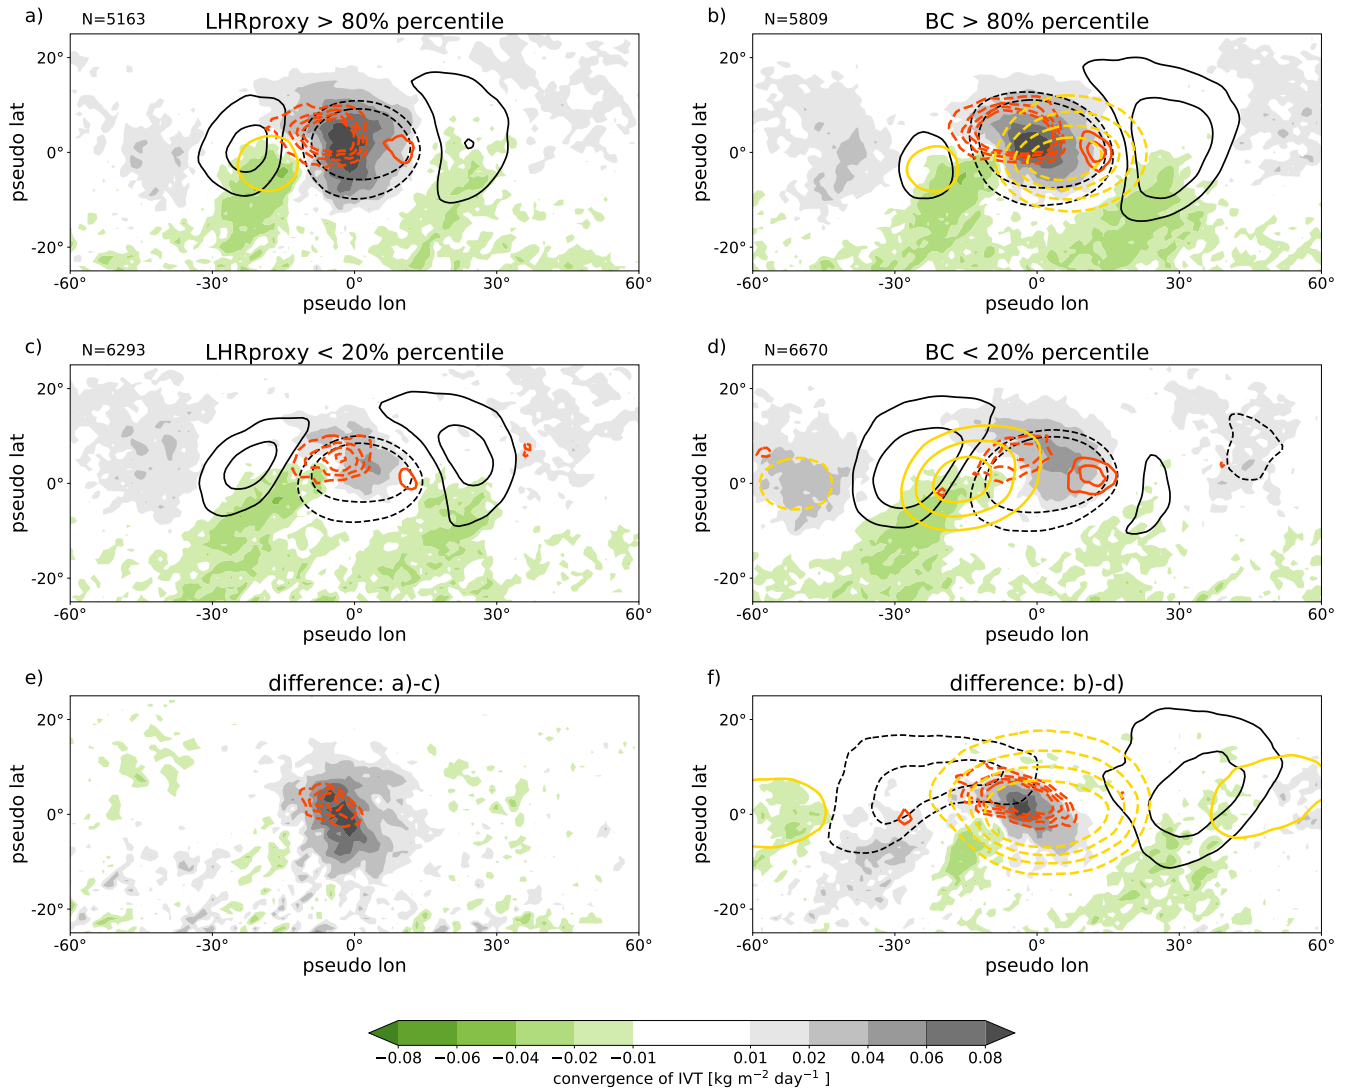 a) N=5163 LHRproxy > 80% percentile
b) N=5809 BC > 80% percentile
20°
0°
-20°
pseudo lat
-60° -30° 0° 30° 60°
pseudo lon
20°
0°
-20°
pseudo lat
-60° -30° 0° 30° 60°
pseudo lon
c) N=6293 LHRproxy < 20% percentile
d) N=6670 BC < 20% percentile
20°
0°
-20°
pseudo lat
-60° -30° 0° 30° 60°
pseudo lon
20°
0°
-20°
pseudo lat
-60° -30° 0° 30° 60°
pseudo lon
e) difference: a)-c)
f) difference: b)-d)
20°
0°
-20°
pseudo lat
-60° -30° 0° 30° 60°
pseudo lon
20°
0°
-20°
pseudo lat
-60° -30° 0° 30° 60°
pseudo lon
−0.08 −0.06 −0.04 −0.02 −0.01 0.01 0.02 0.04 0.06 0.08
convergence of IVT [kg m⁻² day⁻¹ ]